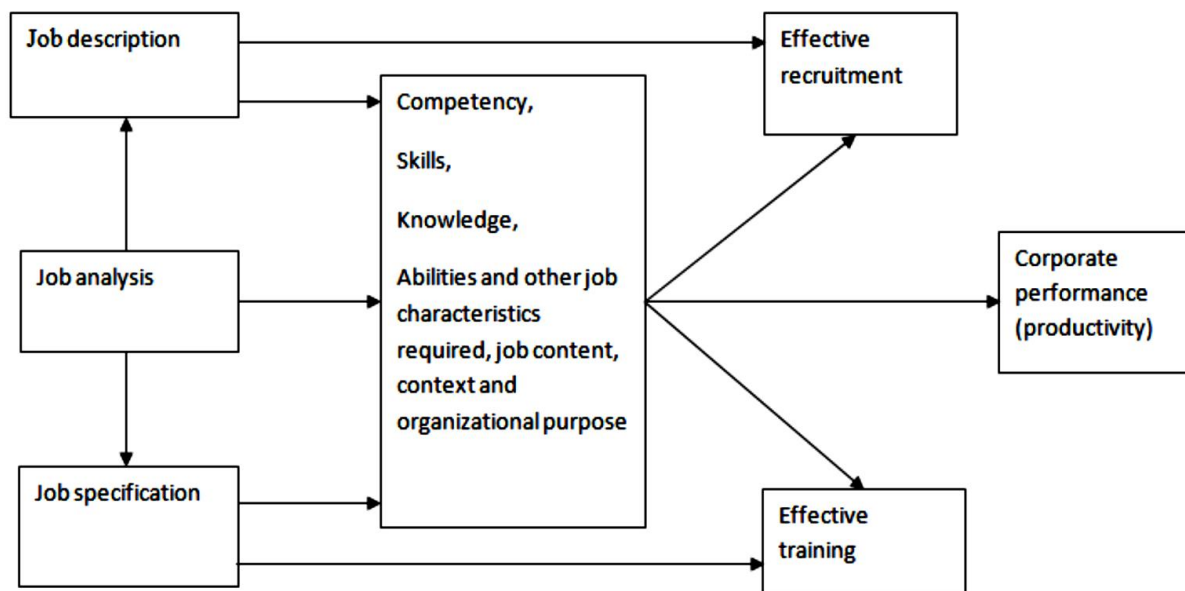 Job description
Effective
recruitment
Competency,
Skills,
Knowledge,
Abilities and other job
characteristics
required, job content,
context and
organizational purpose
Job analysis
Corporate
performance
(productivity)
Job specification
Effective
training